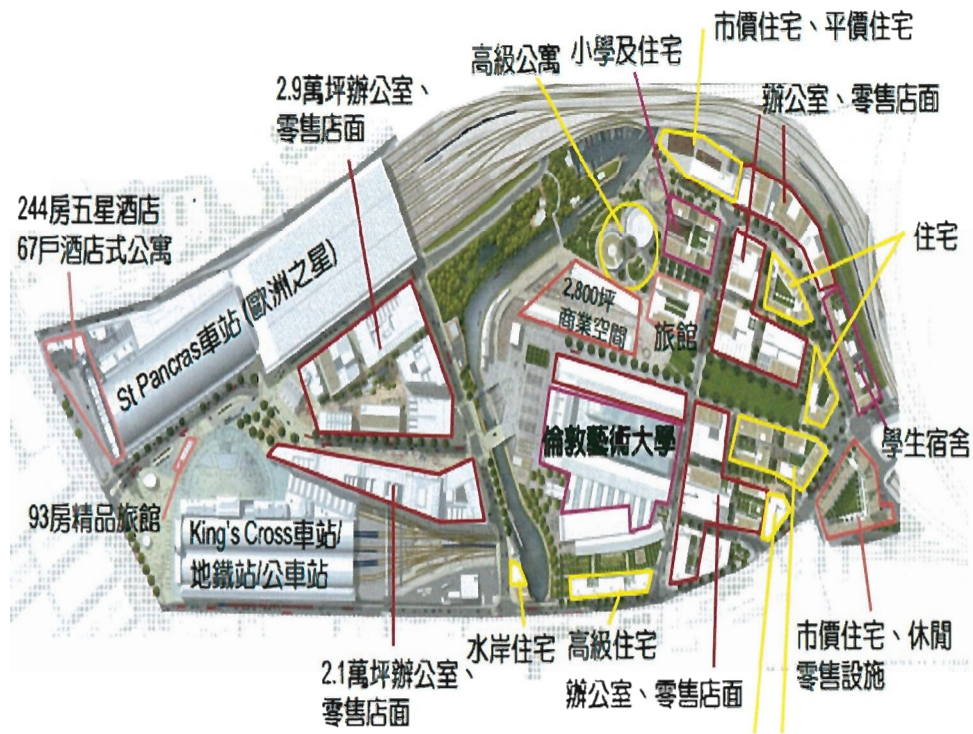 市價住宅、平價住宅
高級公寓
小學及住宅
2.9萬坪辦公室、
零售店面
辦公室、零售店面
244房五星酒店
67戶酒店式公寓
住宅
St Pancras車站(歐洲之星)
2,800坪
商業空間
旅館
倫敦藝術大學
學生宿舍
93房精品旅館
King's Cross車站/
地鐵站/公車站
水岸住宅
高級住宅
市價住宅、休閒
零售設施
2.1萬坪辦公室、
零售店面
辦公室、零售店面